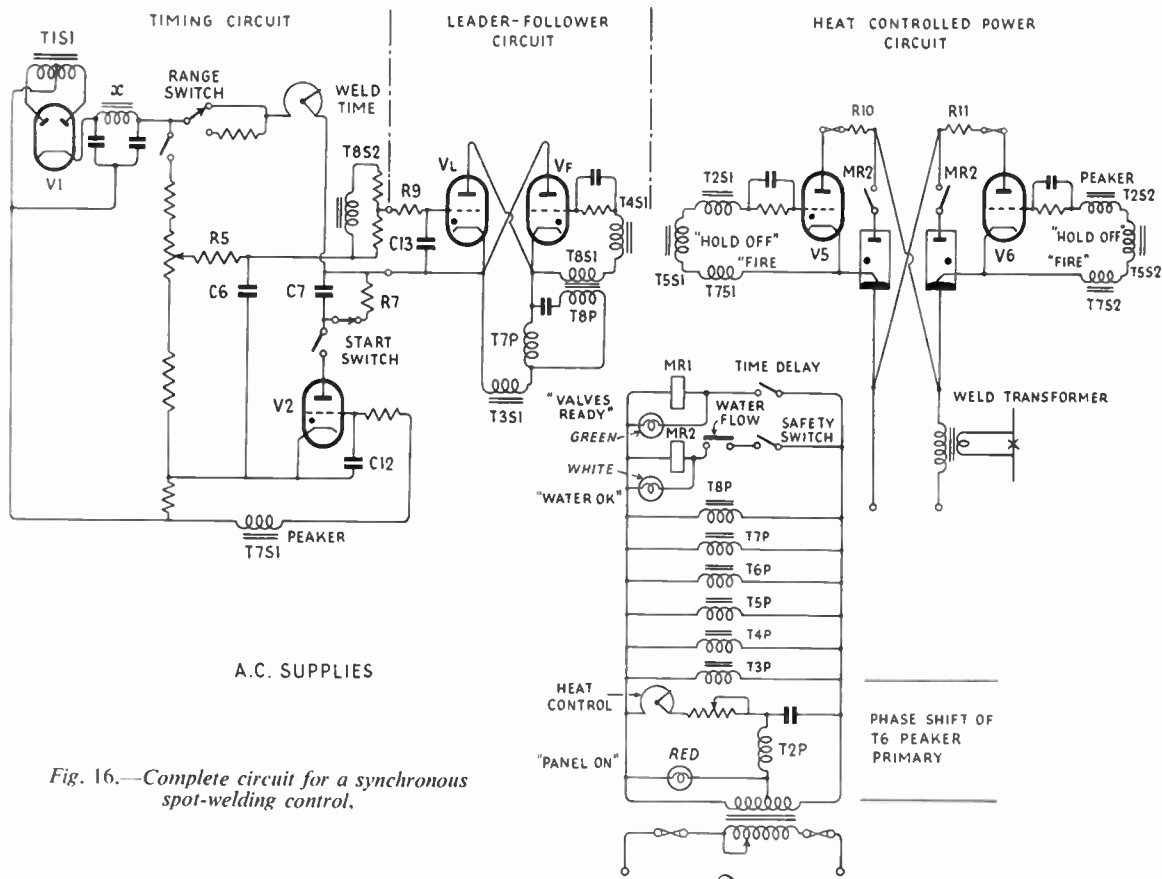 TIMING CIRCUIT
LEADER-FOLLOWER
CIRCUIT
HEAT CONTROLLED POWER
CIRCUIT
T1S1
V1
x
RANGE
SWITCH
WELD
TIME
T8S2
R9
C13
R5
C6
C7
R7
START
SWITCH
V2
C12
PEAKER
T7S1
VL
VF
T4S1
T8S1
T8P
T7P
T3S1
R10
R11
MR2
MR2
T2S1
"HOLD OFF"
"FIRE
T5S1
T7S1
V5
V6
PEAKER
T2S2
"HOLD OFF"
"FIRE"
T5S2
T7S2
WELD TRANSFORMER
MR1
TIME DELAY
"VALVES
READY"
GREEN
WATER
FLOW
SAFETY
SWITCH
MR2
WHITE
"WATER OK"
T8P
T7P
T6P
T5P
T4P
T3P
A.C. SUPPLIES
HEAT
CONTROL
T2P
"PANEL ON"
RED
PHASE SHIFT OF
T6 PEAKER
PRIMARY
Fig. 16.—Complete circuit for a synchronous
spot-welding control.